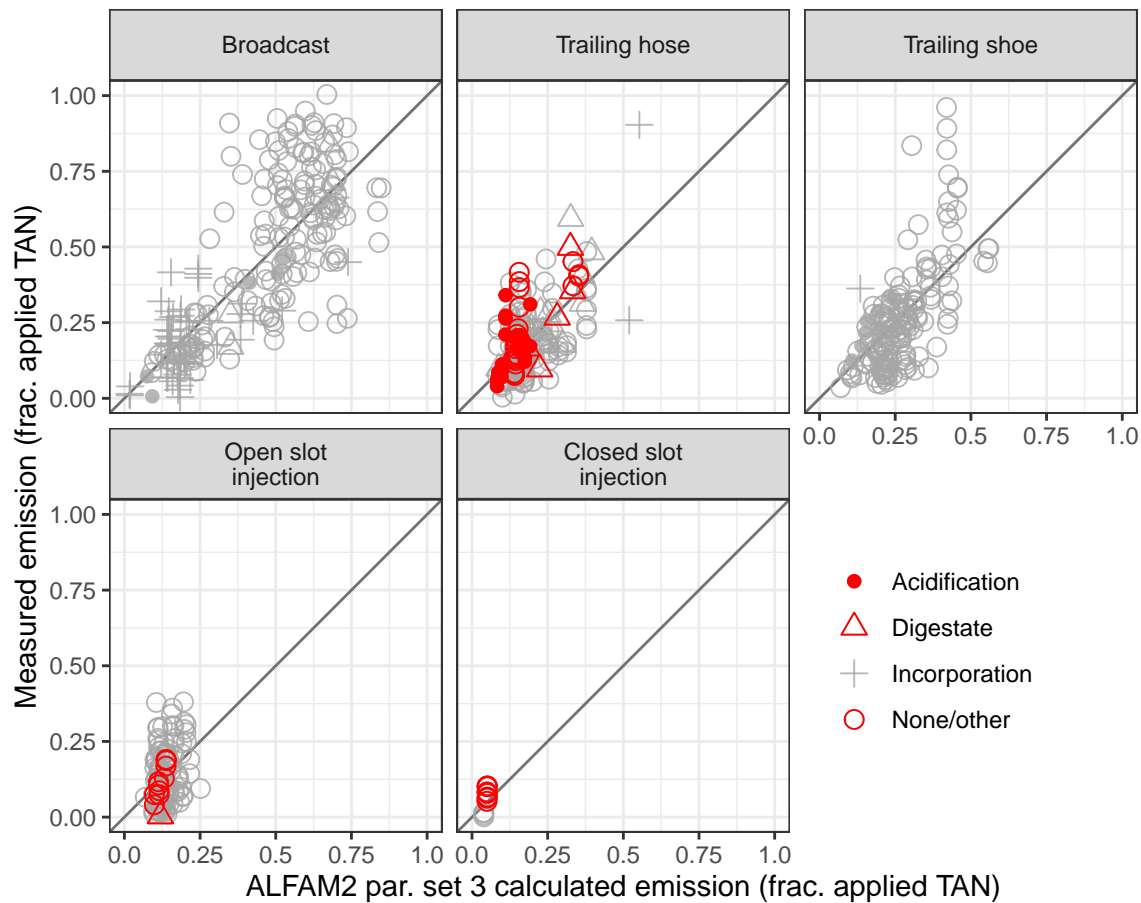 Broadcast
Trailing hose
Trailing shoe
1.00
0.75
0.50
0.25
0.00
0.0 0.25 0.50 0.75 1.0
Open slot
injection
Closed slot
injection
1.00
0.75
0.50
0.25
0.00
0.0 0.25 0.50 0.75 1.0
0.0 0.25 0.50 0.75 1.0
Acidification
Digestate
Incorporation
None/other
Measured emission (frac. applied TAN)
ALFAM2 par. set 3 calculated emission (frac. applied TAN)